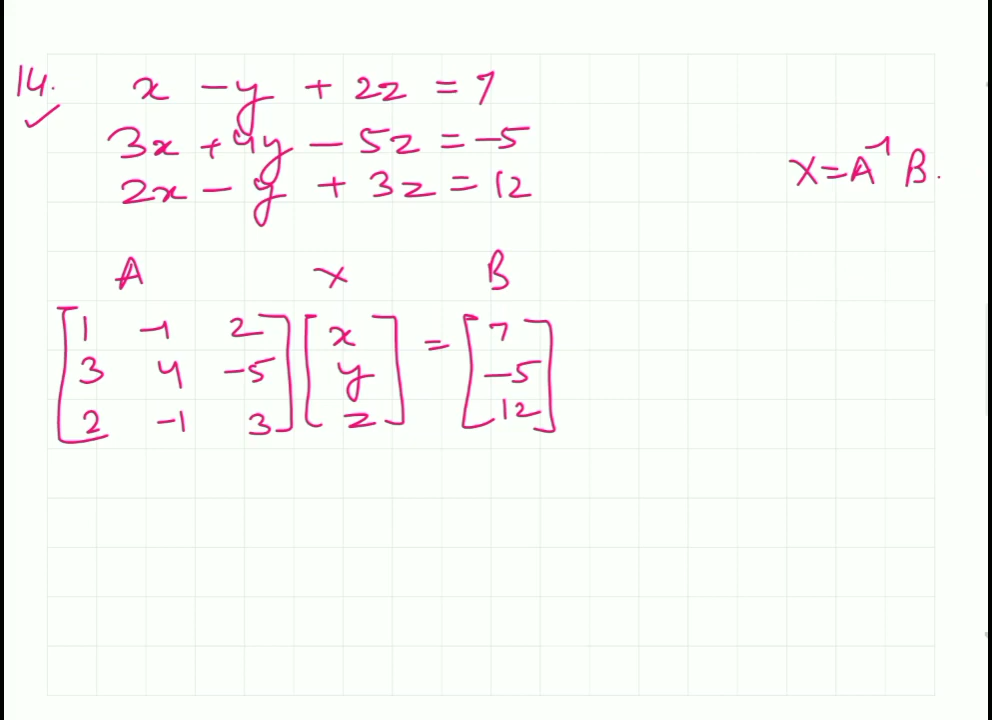 14. x - y + 2z = 7
3x + 4y - 5z = -5
2x - y + 3z = 12
X = A⁻¹ B.
A X B
[1 -1 2] [x] = [7]
[3 4 -5] [y] [-5]
[2 -1 3] [z] [12]